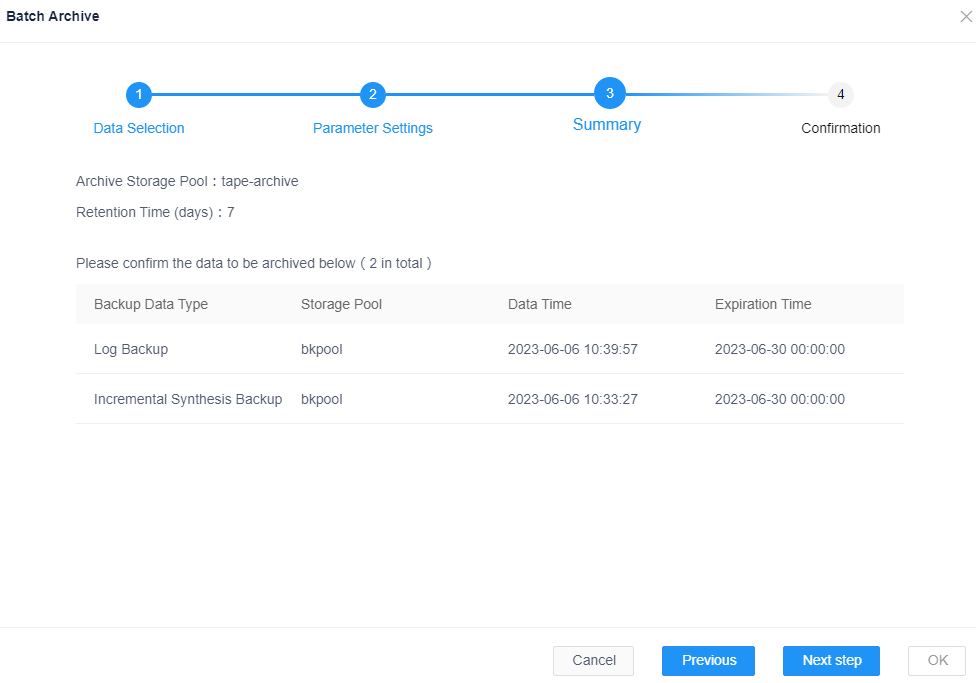 Batch Archive
1 2 3 4
Data Selection Parameter Settings Summary Confirmation
Archive Storage Pool : tape-archive
Retention Time (days) : 7
Please confirm the data to be archived below ( 2 in total )
Backup Data Type Storage Pool Data Time Expiration Time
Log Backup bkpool 2023-06-06 10:39:57 2023-06-30 00:00:00
Incremental Synthesis Backup bkpool 2023-06-06 10:33:27 2023-06-30 00:00:00
Cancel Previous Next step OK